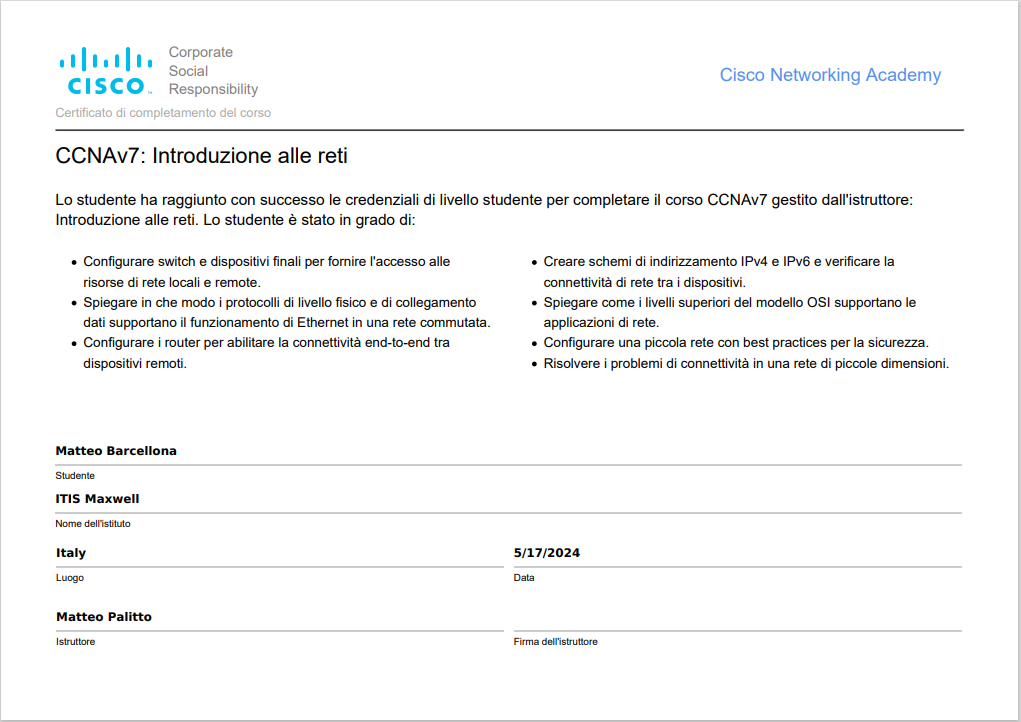 CISCO
Corporate
Social
Responsibility
Cisco Networking Academy
Certificato di completamento del corso
CCNAv7: Introduzione alle reti
Lo studente ha raggiunto con successo le credenziali di livello studente per completare il corso CCNAv7 gestito dall'istruttore:
Introduzione alle reti. Lo studente è stato in grado di:
• Configurare switch e dispositivi finali per fornire l'accesso alle
risorse di rete locali e remote.
• Spiegare in che modo i protocolli di livello fisico e di collegamento
dati supportano il funzionamento di Ethernet in una rete commutata.
• Configurare i router per abilitare la connettività end-to-end tra
dispositivi remoti.
• Creare schemi di indirizzamento IPv4 e IPv6 e verificare la
connettività di rete tra i dispositivi.
• Spiegare come i livelli superiori del modello OSI supportano le
applicazioni di rete.
• Configurare una piccola rete con best practices per la sicurezza.
• Risolvere i problemi di connettività in una rete di piccole dimensioni.
Matteo Barcellona
Studente
ITIS Maxwell
Nome dell'istituto
Italy
Luogo
5/17/2024
Data
Matteo Palitto
Istruttore
Firma dell'istruttore